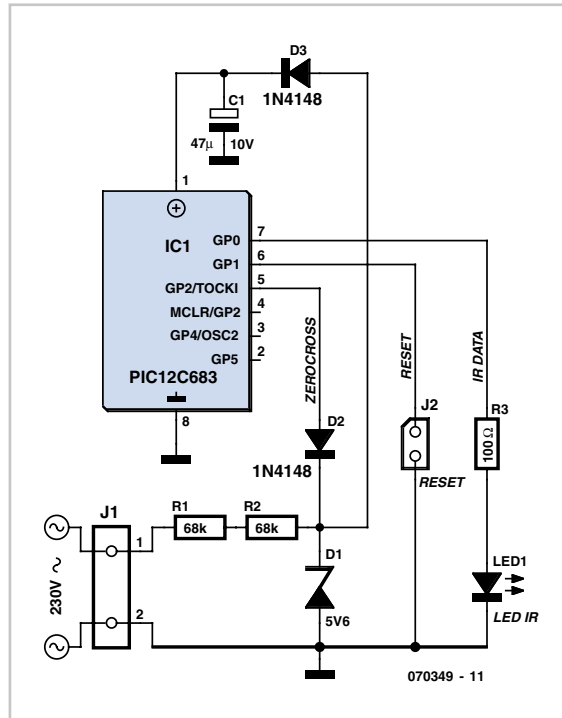 D3
1N4148
C1
47µ 10V
1
IC1
GP0 7
GP1 6
GP2/TOCKI 5
MCLR/GP2 4
GP4/OSC2 3
GP5 2
PIC12C683
8
ZEROCROSS
RESET
IR DATA
D2
1N4148
J2
RESET
R3
100Ω
J1
R1
68k
R2
68k
1
2
230V ~
D1
5V6
LED1
LED IR
070349 - 11